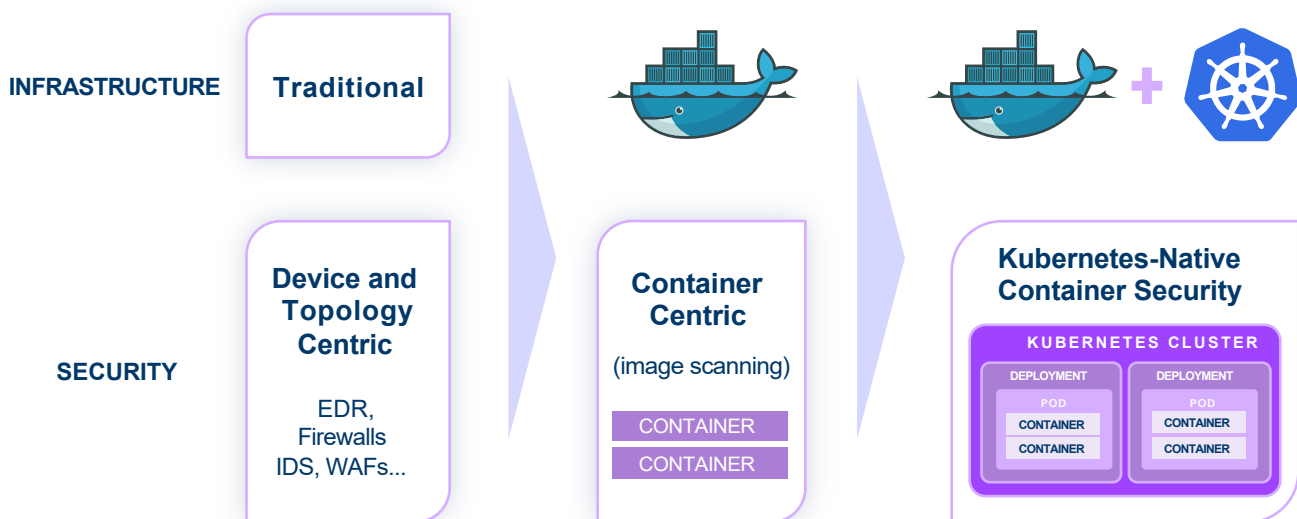 INFRASTRUCTURE
Traditional
SECURITY
Device and
Topology
Centric
EDR,
Firewalls
IDS, WAFs...
Container
Centric
(image scanning)
CONTAINER
CONTAINER
Kubernetes-Native
Container Security
KUBERNETES CLUSTER
DEPLOYMENT
POD
CONTAINER
CONTAINER
DEPLOYMENT
POD
CONTAINER
CONTAINER